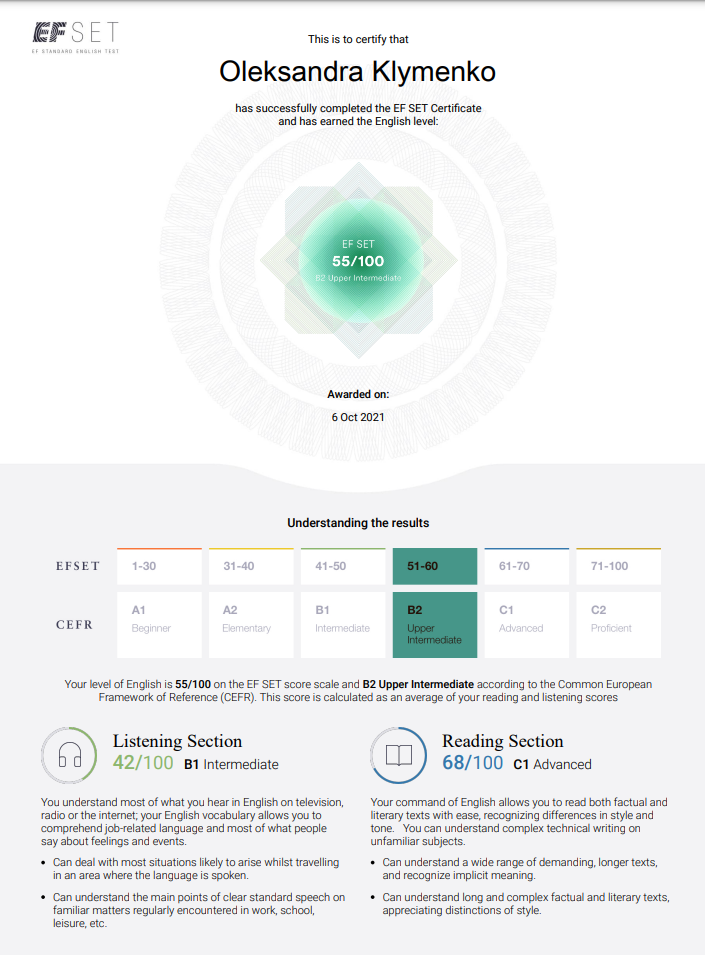 EF SET
EF STANDARD ENGLISH TEST
This is to certify that
Oleksandra Klymenko
has successfully completed the EF SET Certificate
and has earned the English level:
EF SET
55/100
B2 Upper Intermediate
Awarded on:
6 Oct 2021
Understanding the results
EFSET
1-30
31-40
41-50
51-60
61-70
71-100
CEFR
A1
Beginner
A2
Elementary
B1
Intermediate
B2
Upper
Intermediate
C1
Advanced
C2
Proficient
Your level of English is 55/100 on the EF SET score scale and B2 Upper Intermediate according to the Common European
Framework of Reference (CEFR). This score is calculated as an average of your reading and listening scores
Listening Section
42/100 B1 Intermediate
You understand most of what you hear in English on television,
radio or the internet; your English vocabulary allows you to
comprehend job-related language and most of what people
say about feelings and events.
• Can deal with most situations likely to arise whilst travelling
in an area where the language is spoken.
• Can understand the main points of clear standard speech on
familiar matters regularly encountered in work, school,
leisure, etc.
Reading Section
68/100 C1 Advanced
Your command of English allows you to read both factual and
literary texts with ease, recognizing differences in style and
tone. You can understand complex technical writing on
unfamiliar subjects.
• Can understand a wide range of demanding, longer texts,
and recognize implicit meaning.
• Can understand long and complex factual and literary texts,
appreciating distinctions of style.